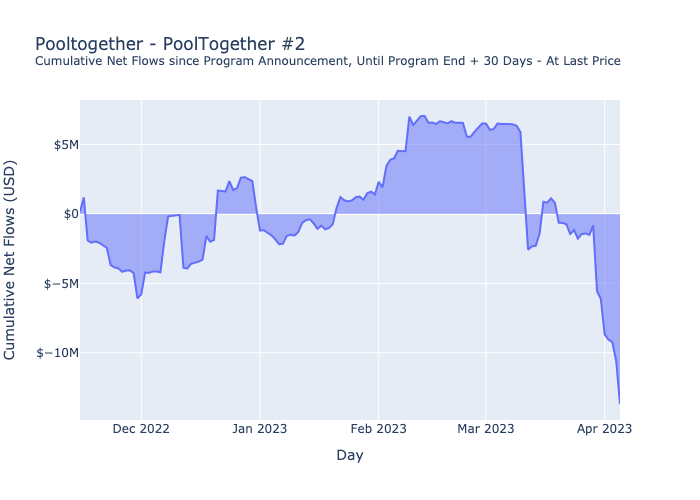 Pooltogether - PoolTogether #2
Cumulative Net Flows since Program Announcement, Until Program End + 30 Days - At Last Price
Cumulative Net Flows (USD)
$5M
$0
$−5M
$−10M
Dec 2022
Jan 2023
Feb 2023
Mar 2023
Apr 2023
Day